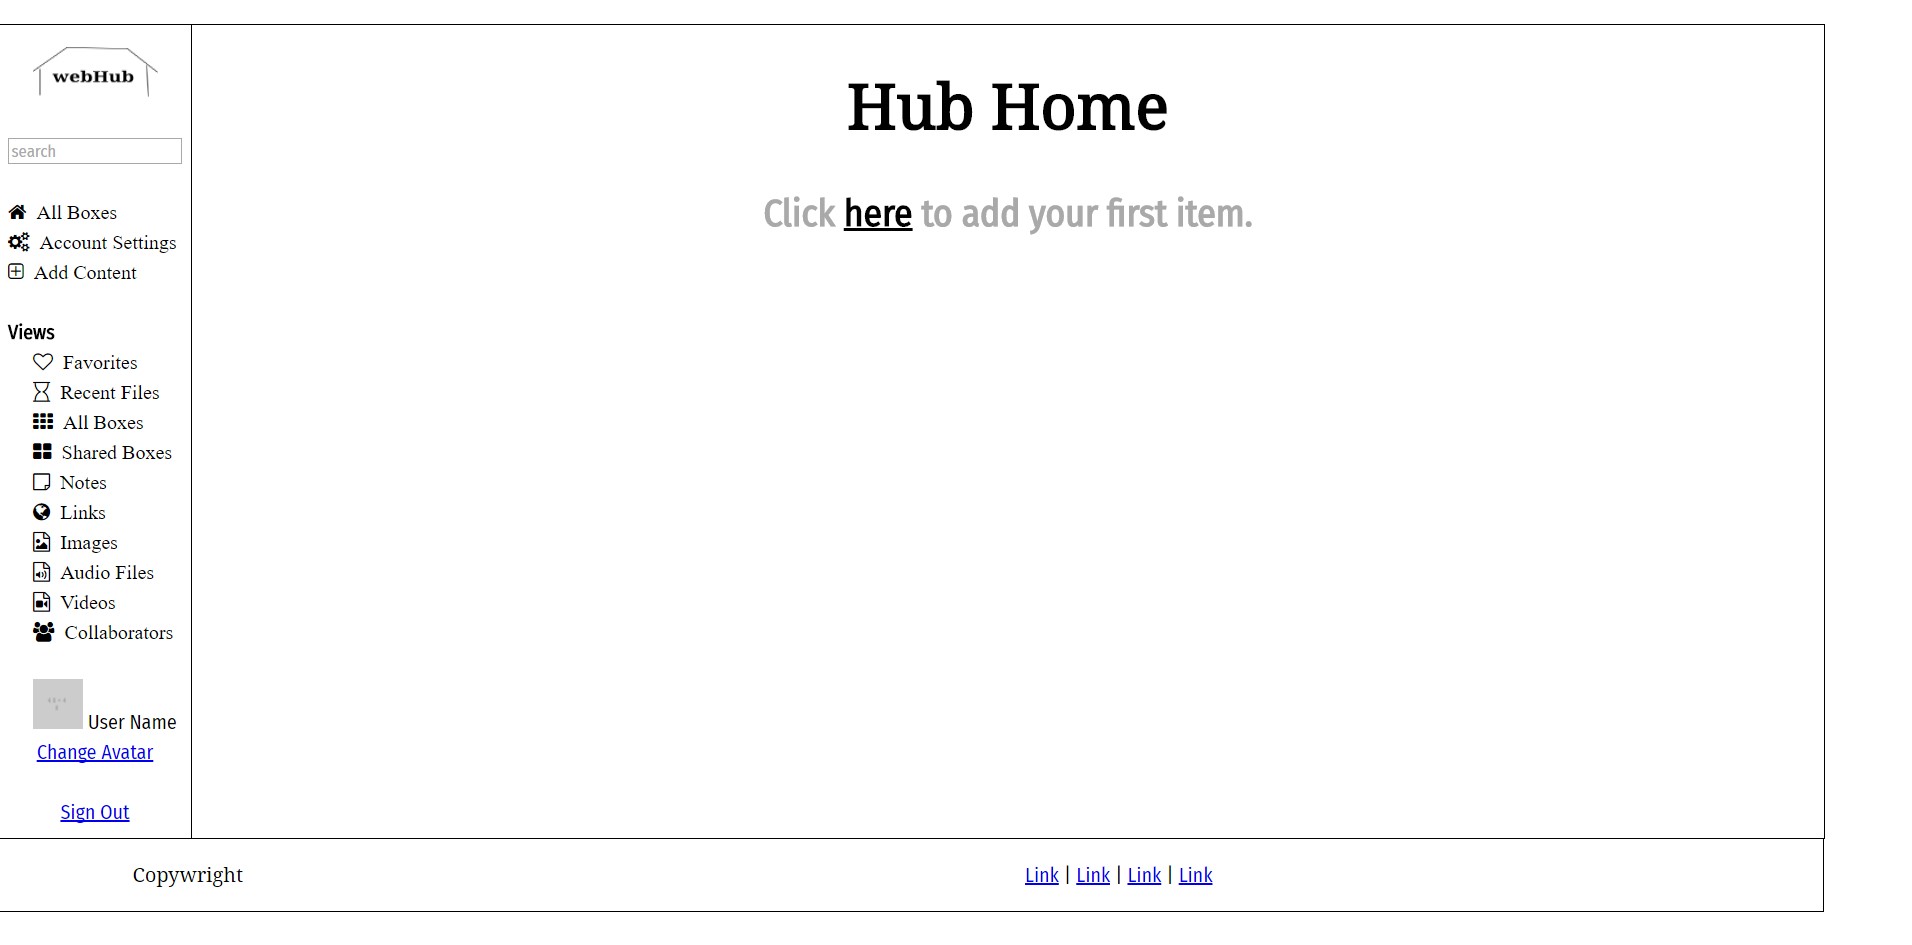 webHub
search
All Boxes
Account Settings
Add Content
Views
Favorites
Recent Files
All Boxes
Shared Boxes
Notes
Links
Images
Audio Files
Videos
Collaborators
User Name
Change Avatar
Sign Out
Hub Home
Click here to add your first item.
Copywright
Link | Link | Link | Link